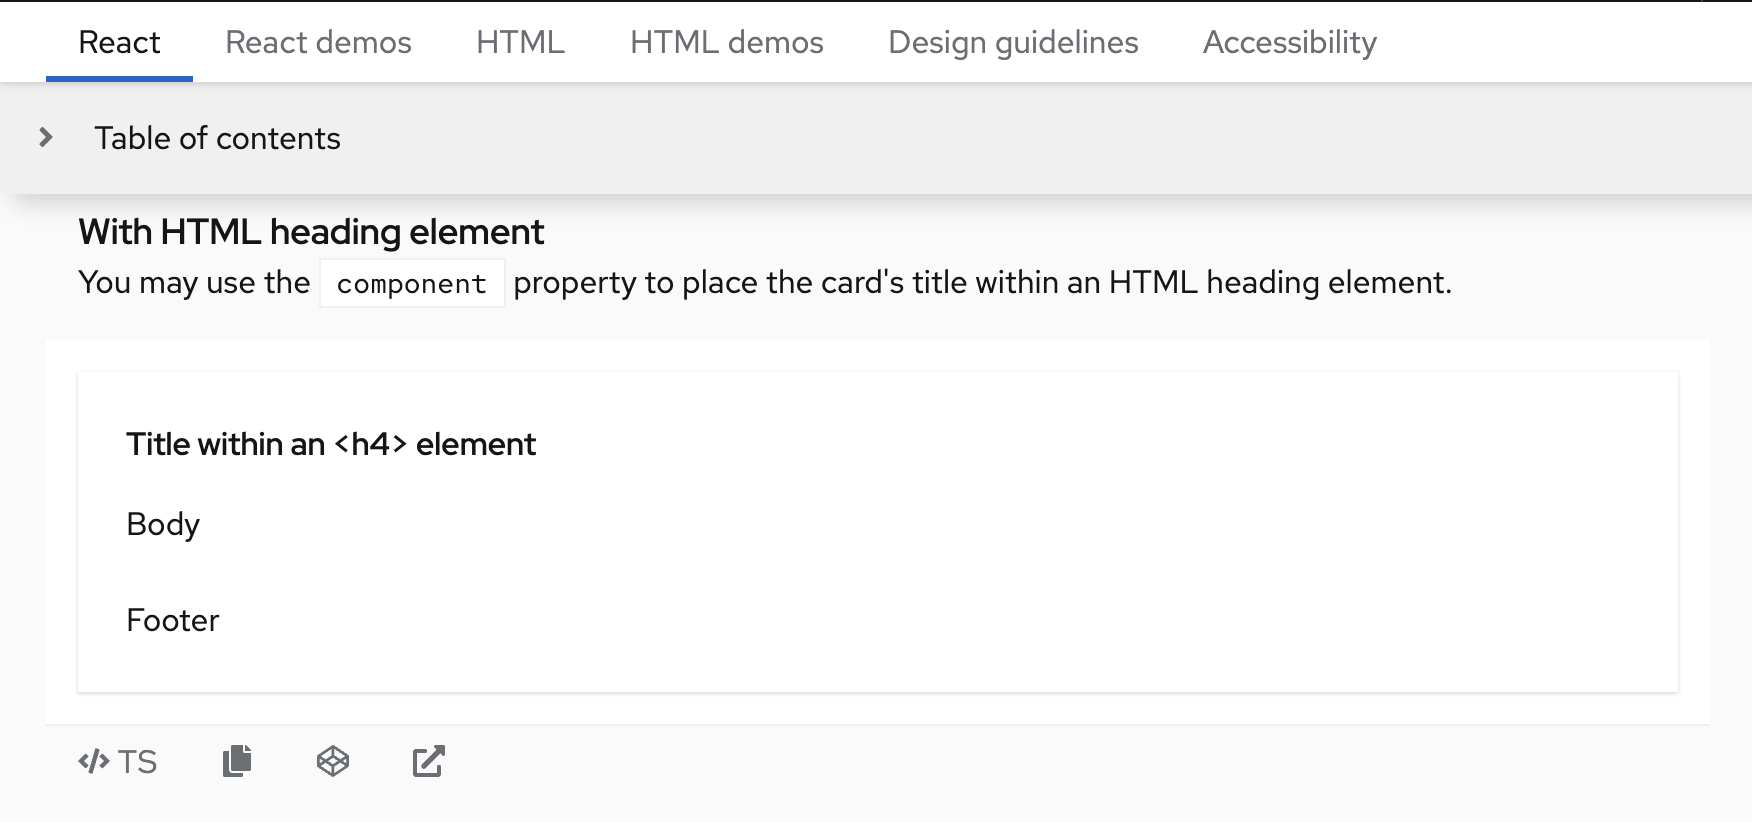 React React demos HTML HTML demos Design guidelines Accessibility
Table of contents
With HTML heading element
You may use the component property to place the card's title within an HTML heading element.
Title within an <h4> element
Body
Footer
</> TS